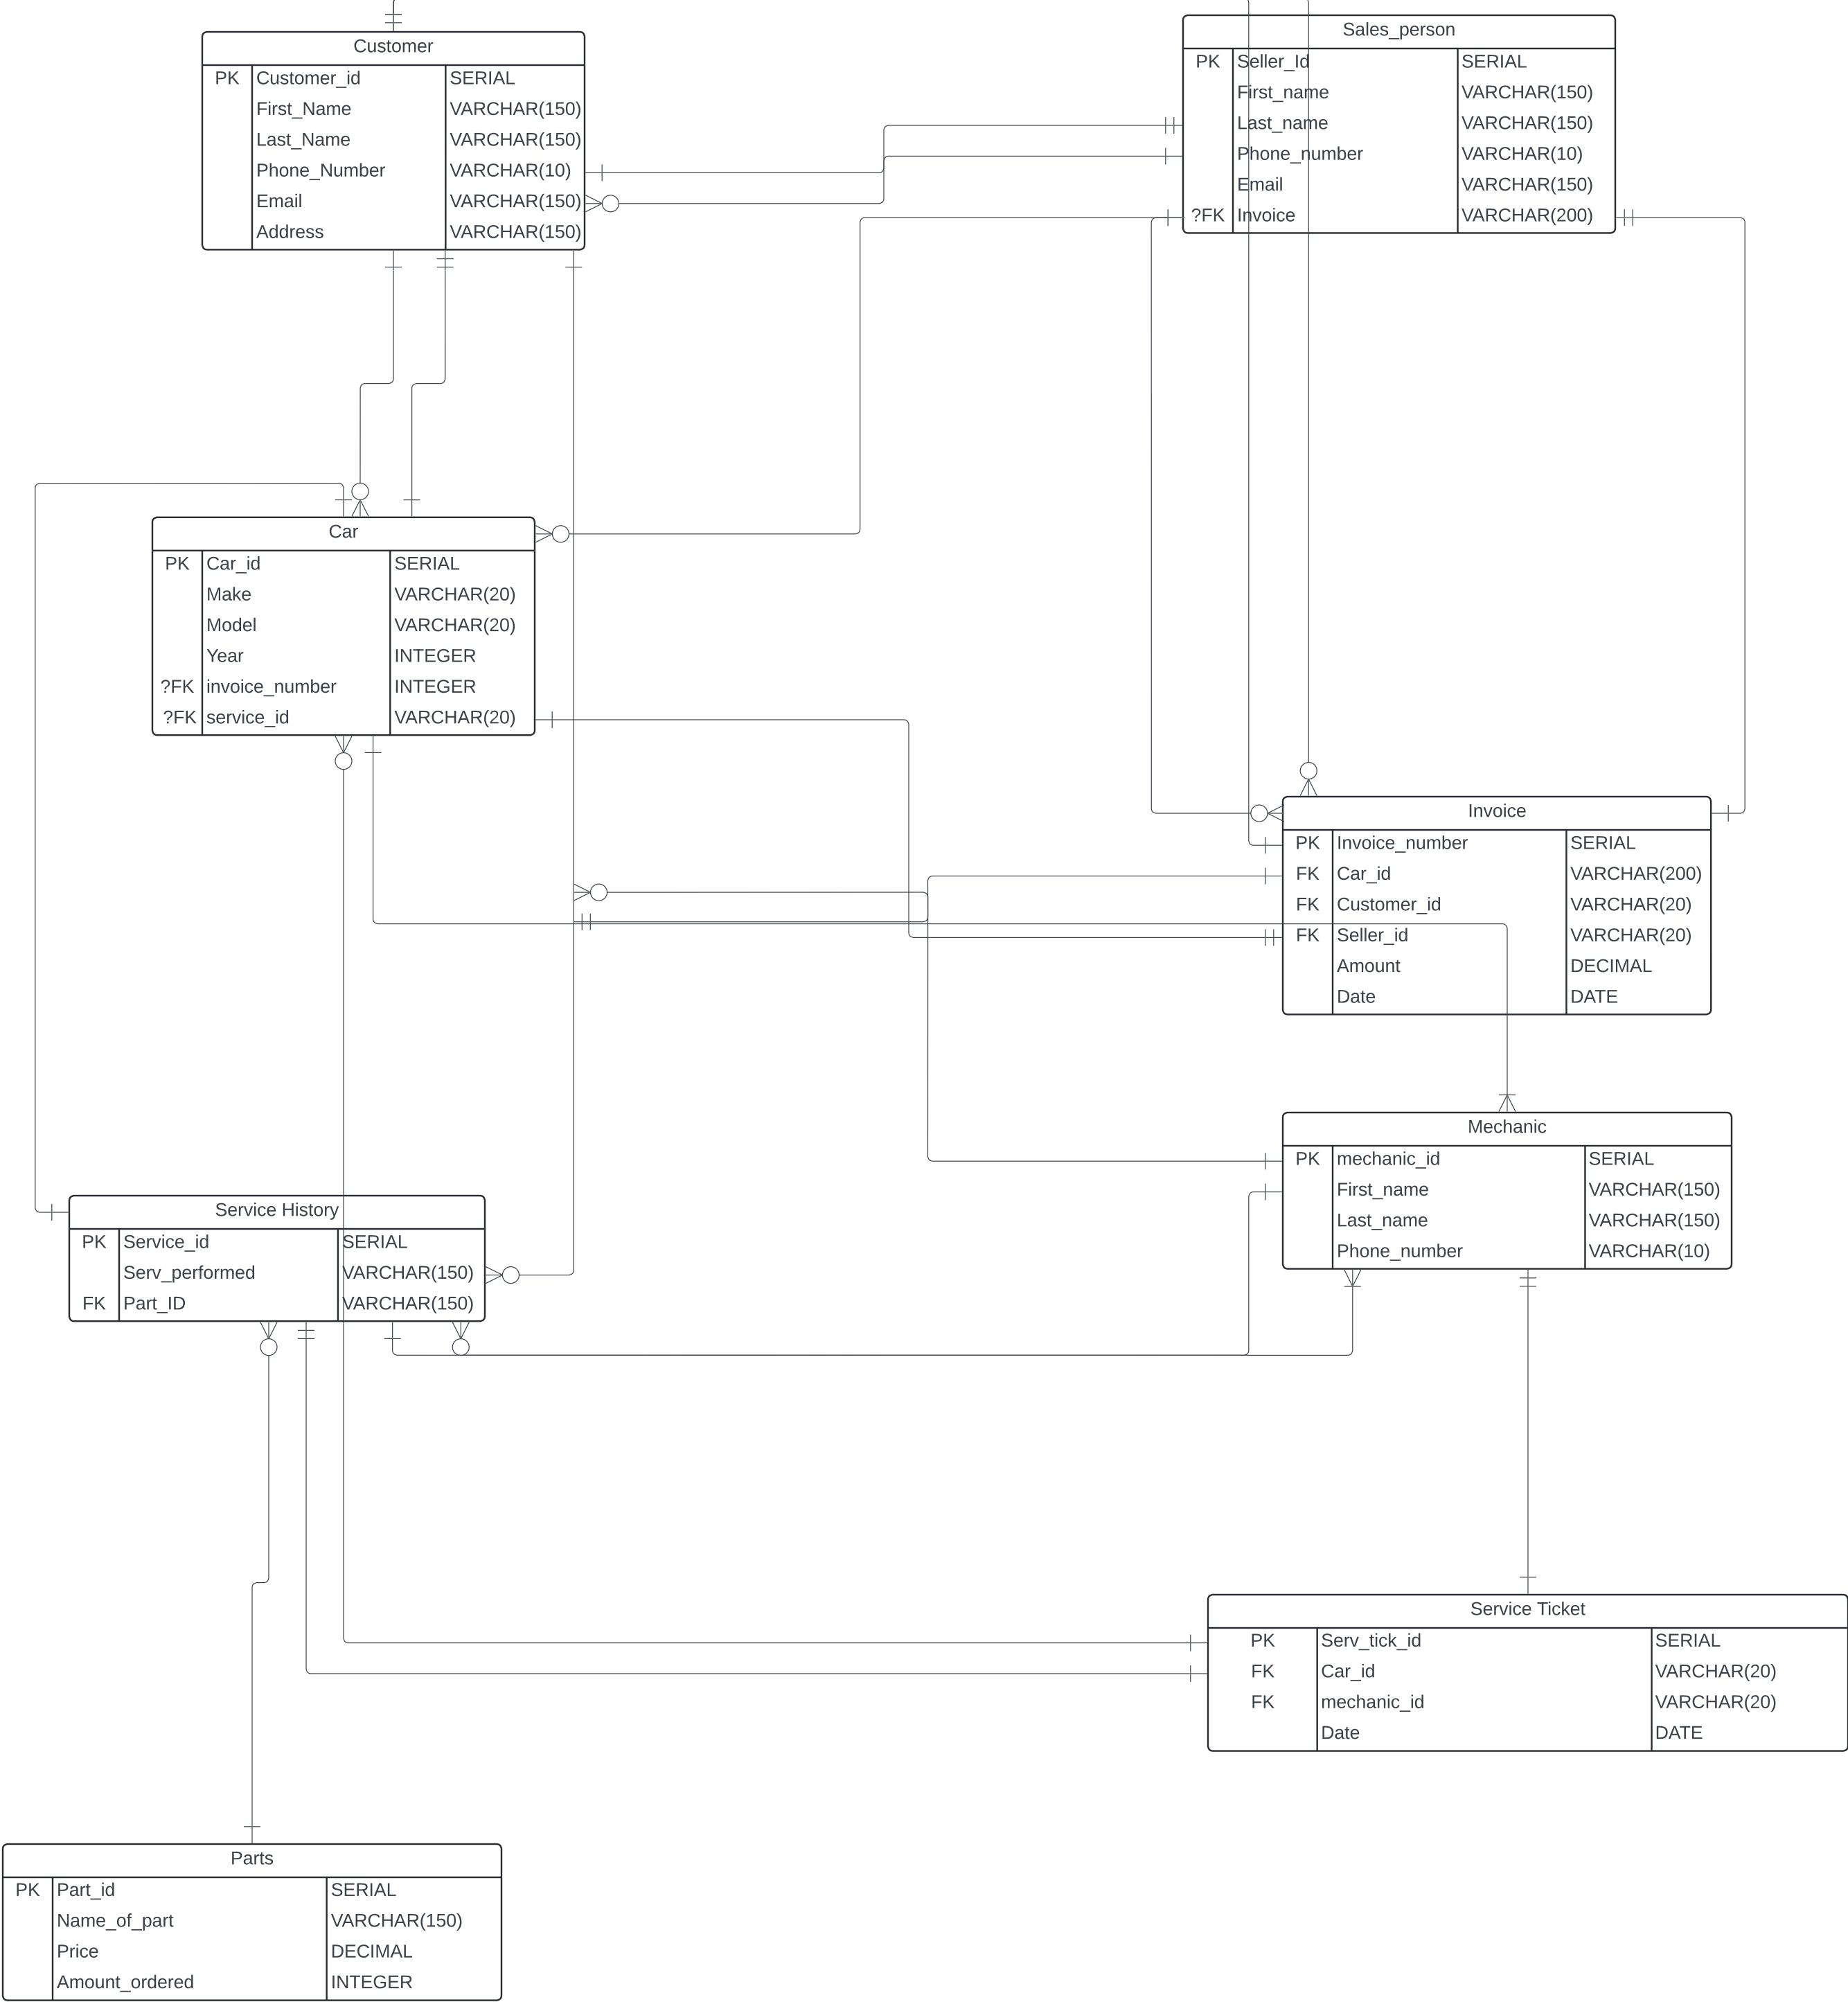 Customer
PK Customer_id SERIAL
First_Name VARCHAR(150)
Last_Name VARCHAR(150)
Phone_Number VARCHAR(10)
Email VARCHAR(150)
Address VARCHAR(150)
Sales_person
PK Seller_Id SERIAL
First_name VARCHAR(150)
Last_name VARCHAR(150)
Phone_number VARCHAR(10)
Email VARCHAR(150)
?FK Invoice VARCHAR(200)
Car
PK Car_id SERIAL
Make VARCHAR(20)
Model VARCHAR(20)
Year INTEGER
?FK invoice_number INTEGER
?FK service_id VARCHAR(20)
Invoice
PK Invoice_number SERIAL
FK Car_id VARCHAR(200)
FK Customer_id VARCHAR(20)
FK Seller_id VARCHAR(20)
Amount DECIMAL
Date DATE
Mechanic
PK mechanic_id SERIAL
First_name VARCHAR(150)
Last_name VARCHAR(150)
Phone_number VARCHAR(10)
Service History
PK Service_id SERIAL
Serv_performed VARCHAR(150)
FK Part_ID VARCHAR(150)
Service Ticket
PK Serv_tick_id SERIAL
FK Car_id VARCHAR(20)
FK mechanic_id VARCHAR(20)
Date DATE
Parts
PK Part_id SERIAL
Name_of_part VARCHAR(150)
Price DECIMAL
Amount_ordered INTEGER